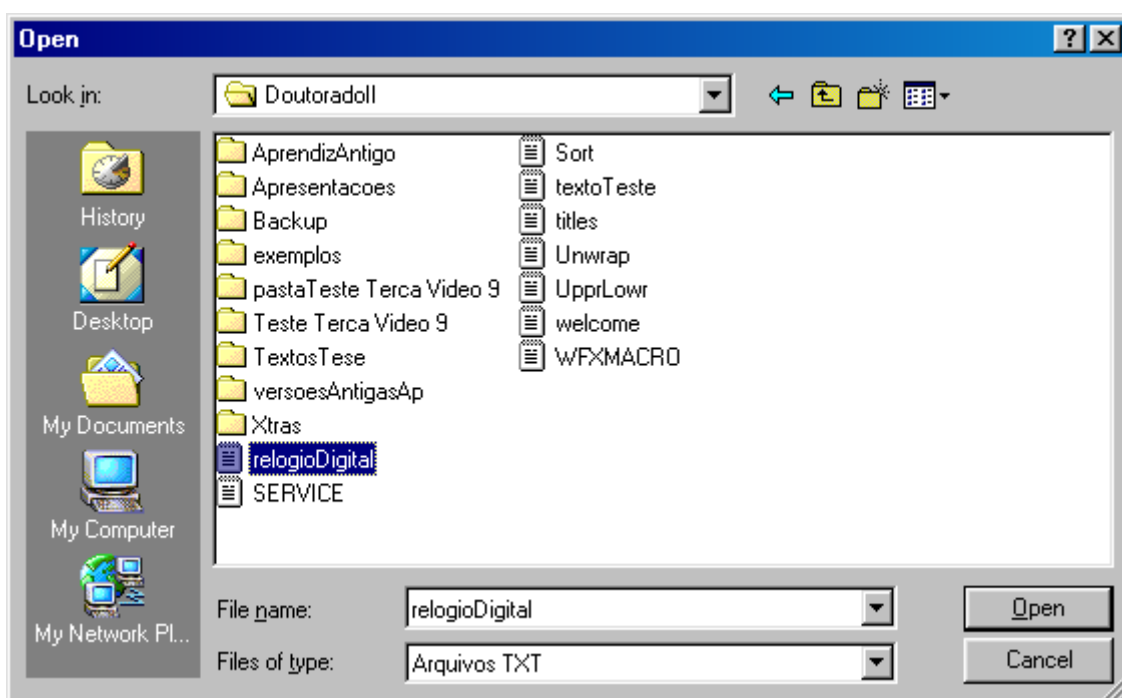 Open
Look in:
DoutoradoII
History
Desktop
My Documents
My Computer
My Network Pl...
AprendizAntigo
Apresentacoes
Backup
exemplos
pastaTeste Terca Video 9
Teste Terca Video 9
TextosTese
versoesAntigasAp
Xtras
relogioDigital
SERVICE
Sort
textoTeste
titles
Unwrap
UpprLowr
welcome
WFXMACRO
File name:
relogioDigital
Open
Files of type:
Arquivos TXT
Cancel